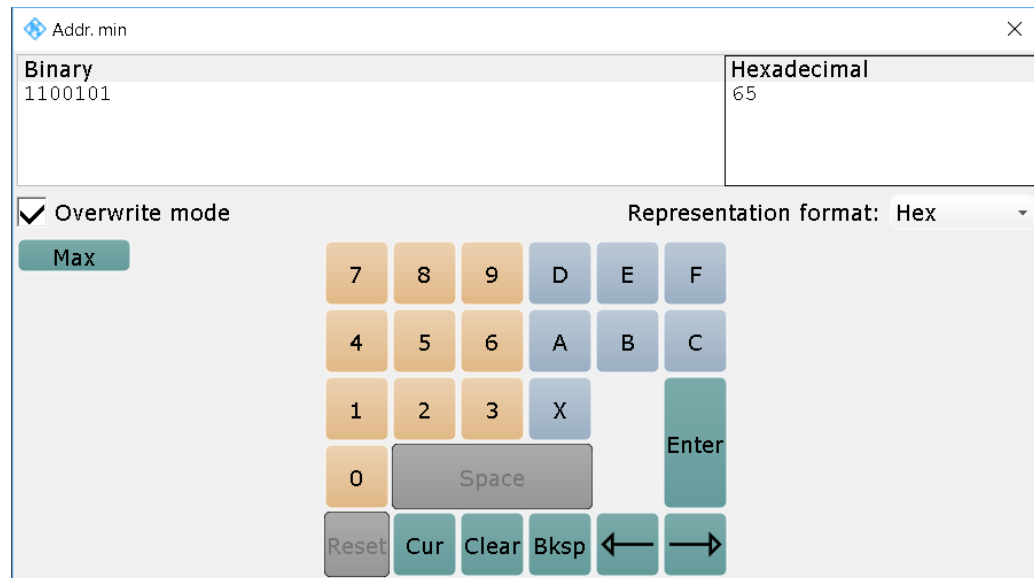 Addr. min
Binary Hexadecimal
1100101 65
Overwrite mode Representation format: Hex
Max
7 8 9 D E F
4 5 6 A B C
1 2 3 X
Enter
0 Space
Reset Cur Clear Bksp